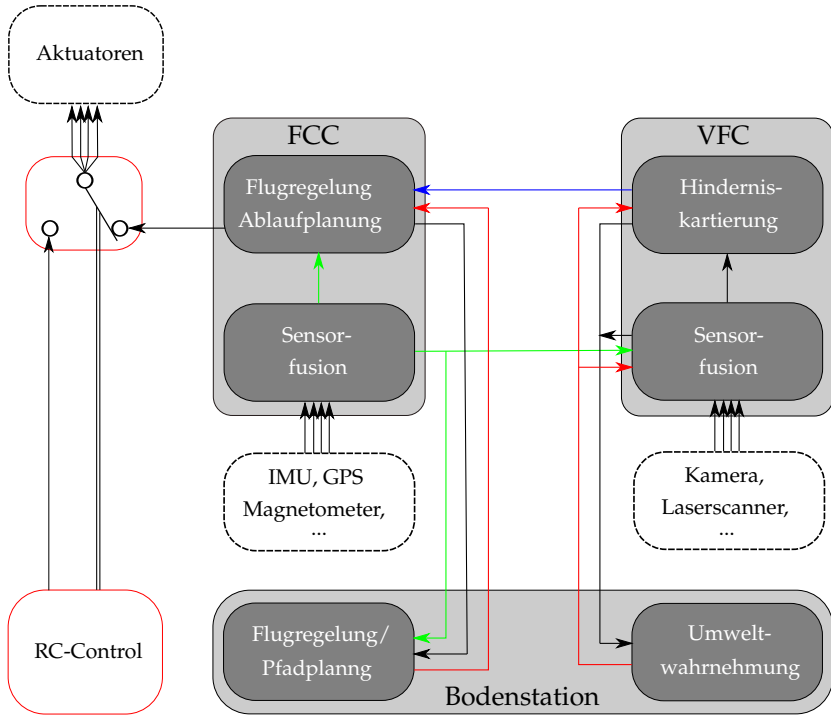 Aktuatoren
FCC
VFC
Flugregelung
Ablaufplanung
Hindernis-
kartierung
Sensor-
fusion
Sensor-
fusion
IMU, GPS
Magnetometer,
...
Kamera,
Laserscanner,
...
RC-Control
Flugregelung/
Pfadplanng
Umwelt-
wahrnehmung
Bodenstation